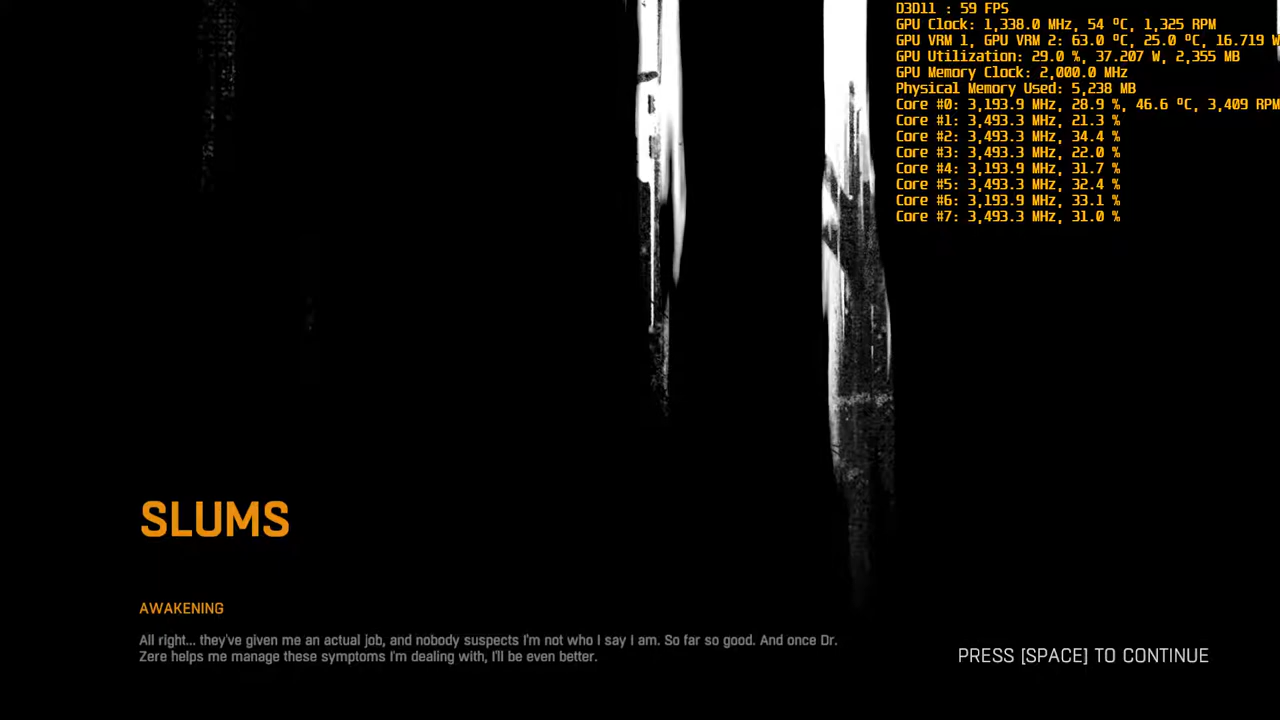 D3D11 : 59 FPS
GPU Clock: 1,338.0 MHz, 54 ºC, 1,325 RPM
GPU VRM 1, GPU VRM 2: 63.0 ºC, 25.0 ºC, 16.719 W
GPU Utilization: 29.0 %, 37.207 W, 2,355 MB
GPU Memory Clock: 2,000.0 MHz
Physical Memory Used: 5,238 MB
Core #0: 3,193.9 MHz, 28.9 %, 46.6 ºC, 3,409 RPM
Core #1: 3,493.3 MHz, 21.3 %
Core #2: 3,493.3 MHz, 34.4 %
Core #3: 3,493.3 MHz, 22.0 %
Core #4: 3,193.9 MHz, 31.7 %
Core #5: 3,493.3 MHz, 32.4 %
Core #6: 3,193.9 MHz, 33.1 %
Core #7: 3,493.3 MHz, 31.0 %
SLUMS
AWAKENING
All right... they've given me an actual job, and nobody suspects I'm not who I say I am. So far so good. And once Dr.
Zere helps me manage these symptoms I'm dealing with, I'll be even better.
PRESS [SPACE] TO CONTINUE